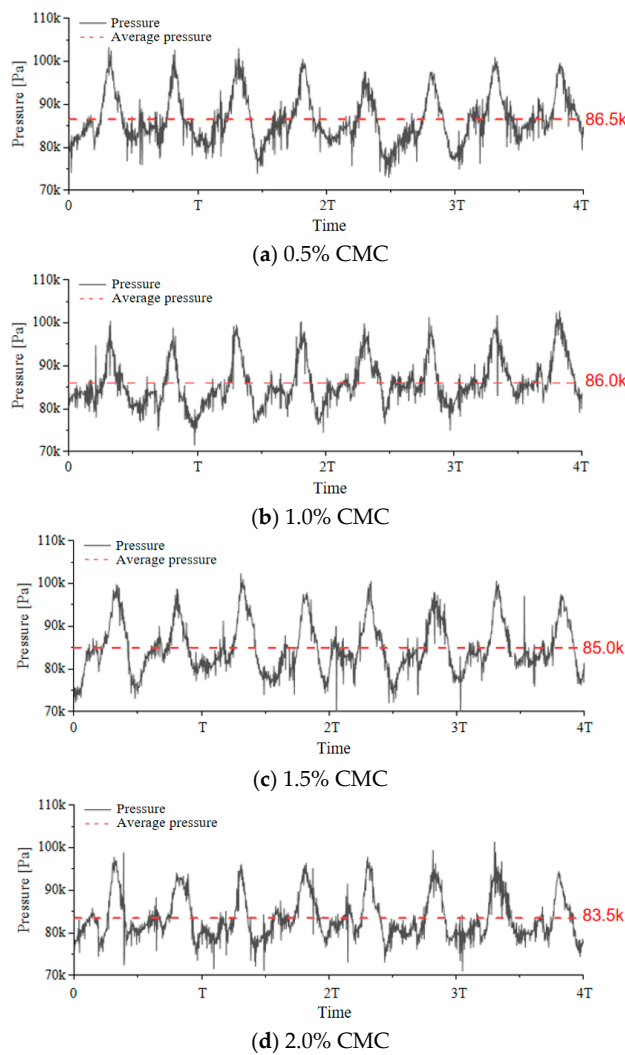 110k
Pressure
Average pressure
100k
90k
86.5k
80k
70k
Pressure [Pa]
0 T 2T 3T 4T
Time
(a) 0.5% CMC
110k
Pressure
Average pressure
100k
90k
86.0k
80k
70k
Pressure [Pa]
0 T 2T 3T 4T
Time
(b) 1.0% CMC
110k
Pressure
Average pressure
100k
90k
85.0k
80k
70k
Pressure [Pa]
0 T 2T 3T 4T
Time
(c) 1.5% CMC
110k
Pressure
Average pressure
100k
90k
83.5k
80k
70k
Pressure [Pa]
0 T 2T 3T 4T
Time
(d) 2.0% CMC